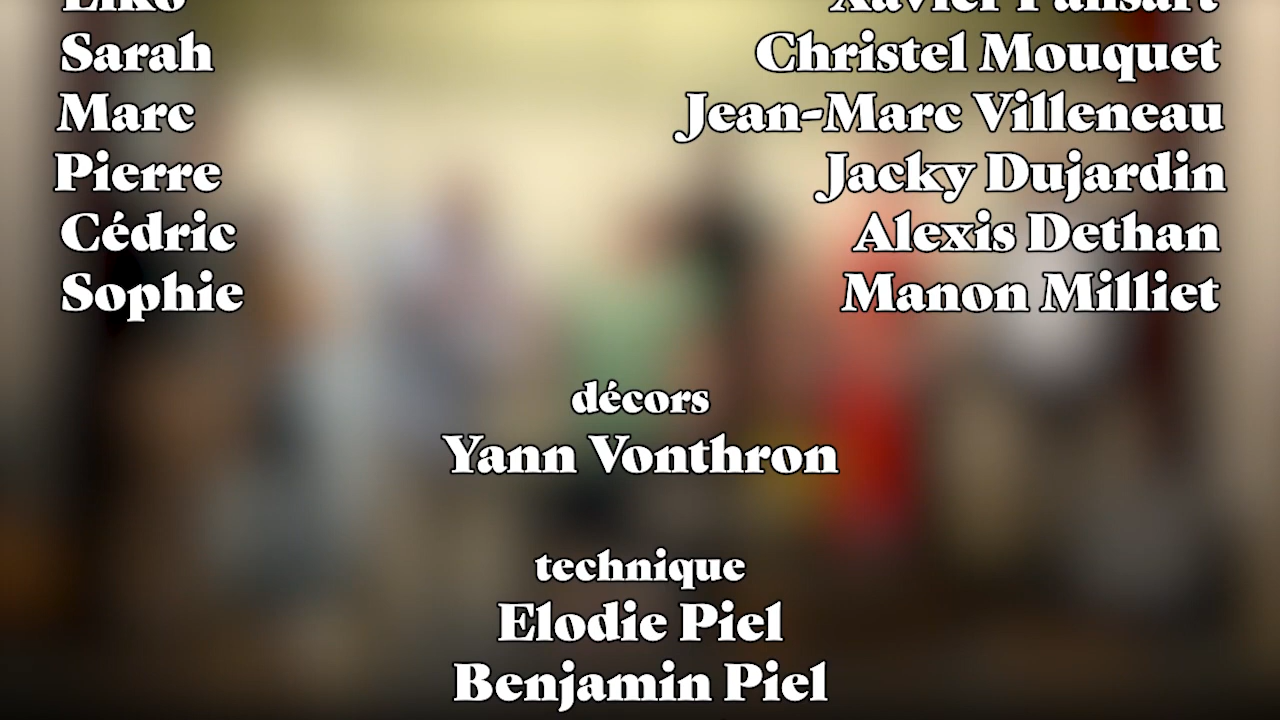 Sarah Christel Mouquet
Marc Jean-Marc Villeneau
Pierre Jacky Dujardin
Cédric Alexis Dethan
Sophie Manon Milliet
décors
Yann Vonthron
technique
Elodie Piel
Benjamin Piel